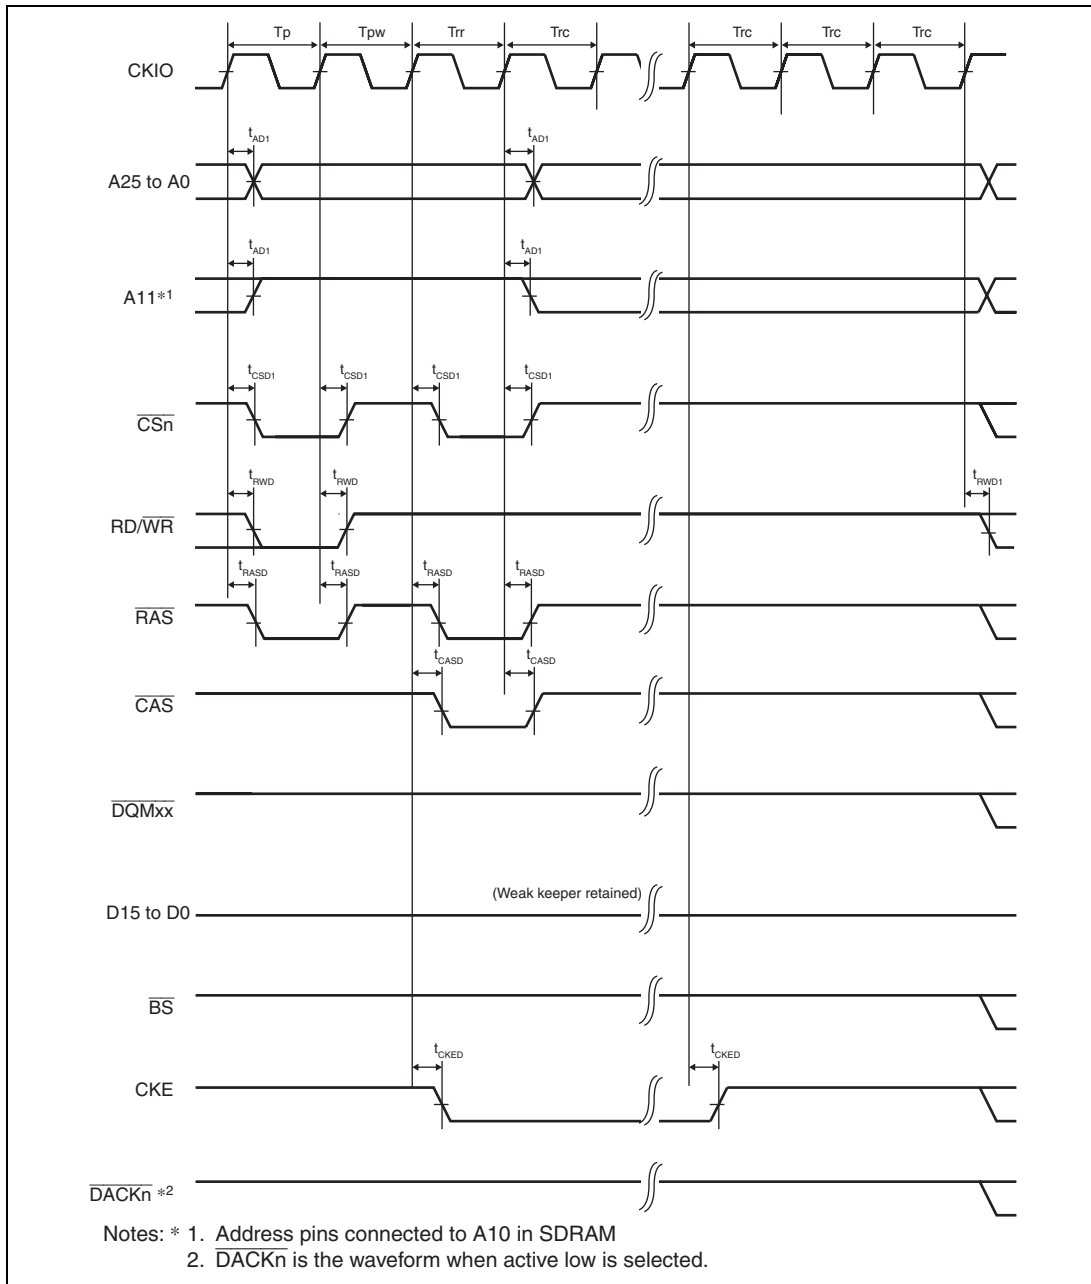 Tp Tpw Trr Trc Trc Trc Trc
CKIO
tAD1 tAD1
A25 to A0
tAD1 tAD1
A11*1
tCSD1 tCSD1 tCSD1 tCSD1
CSn
tRWD tRWD tRWD1
RD/WR
tRASD tRASD tRASD tRASD
RAS
tCASD tCASD
CAS
DQMxx
(Weak keeper retained)
D15 to D0
BS
tCKED tCKED
CKE
DACKn *2
Notes: * 1. Address pins connected to A10 in SDRAM
2. DACKn is the waveform when active low is selected.